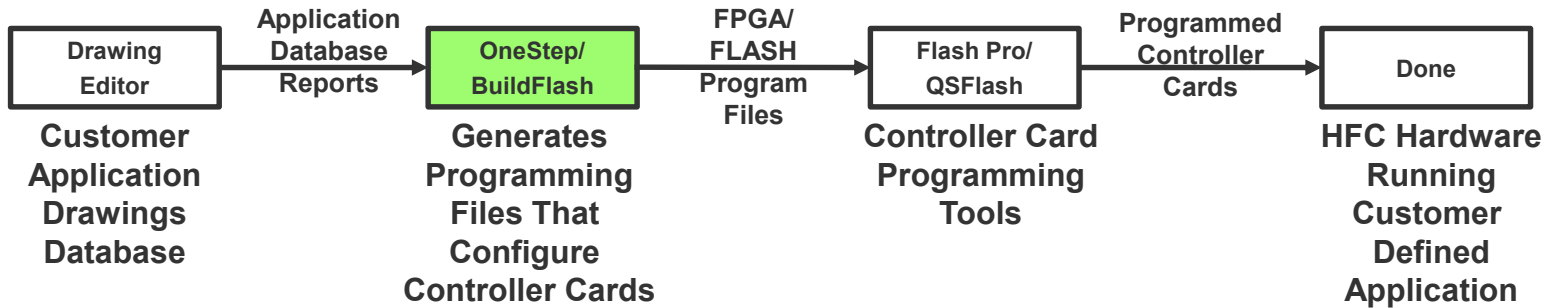 Drawing
Editor
Application
Database
Reports
OneStep/
BuildFlash
FPGA/
FLASH
Program
Files
Flash Pro/
QSFlash
Programmed
Controller
Cards
Done
Customer
Application
Drawings
Database
Generates
Programming
Files That
Configure
Controller Cards
Controller Card
Programming
Tools
HFC Hardware
Running
Customer
Defined
Application